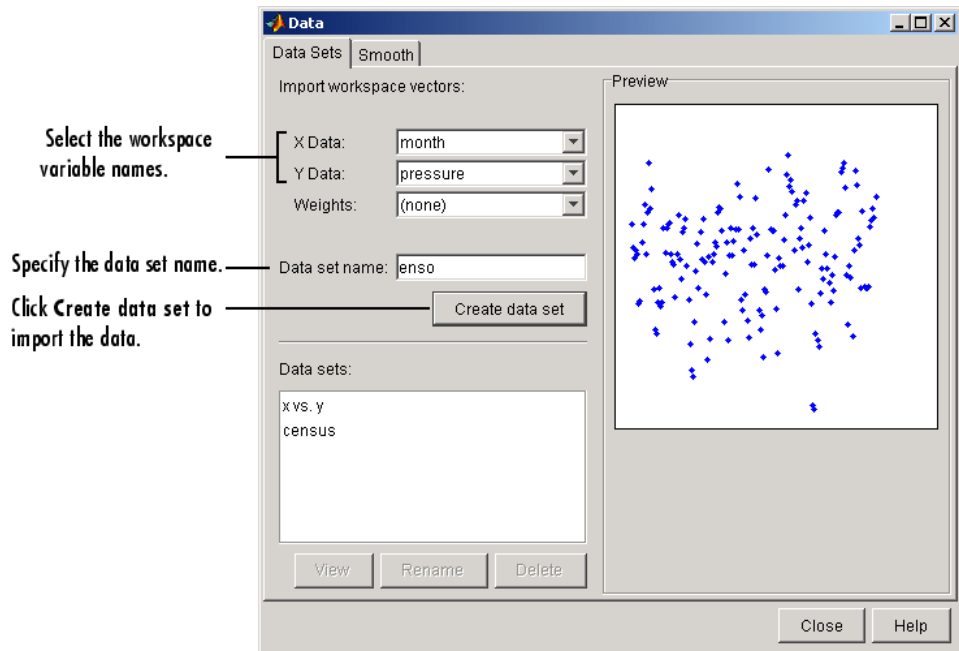 Data
Data Sets
Smooth
Import workspace vectors:
Preview
Select the workspace
variable names.
X Data:
month
Y Data:
pressure
Weights:
(none)
Specify the data set name.
Data set name:
enso
Click Create data set to
import the data.
Create data set
Data sets:
x vs. y
census
View
Rename
Delete
Close
Help